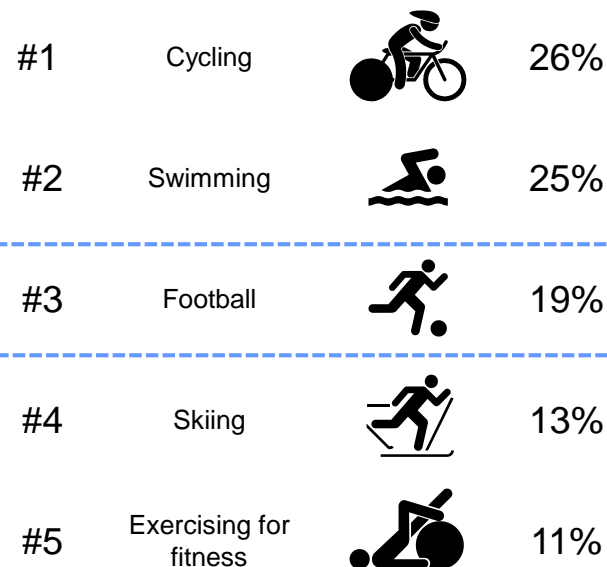 #1 Cycling 26%
#2 Swimming 25%
#3 Football 19%
#4 Skiing 13%
#5 Exercising for
fitness 11%